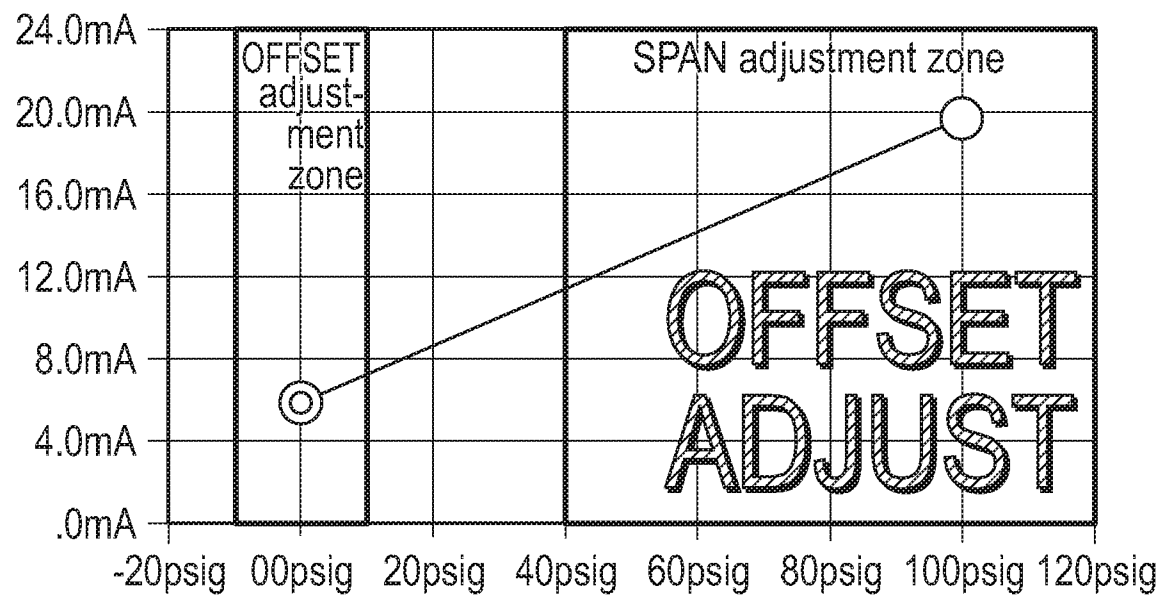 24.0mA
OFFSET
adjust-
ment
zone
SPAN adjustment zone
20.0mA
16.0mA
12.0mA
8.0mA
4.0mA
.0mA
OFFSET
ADJUST
-20psig 00psig 20psig 40psig 60psig 80psig 100psig 120psig